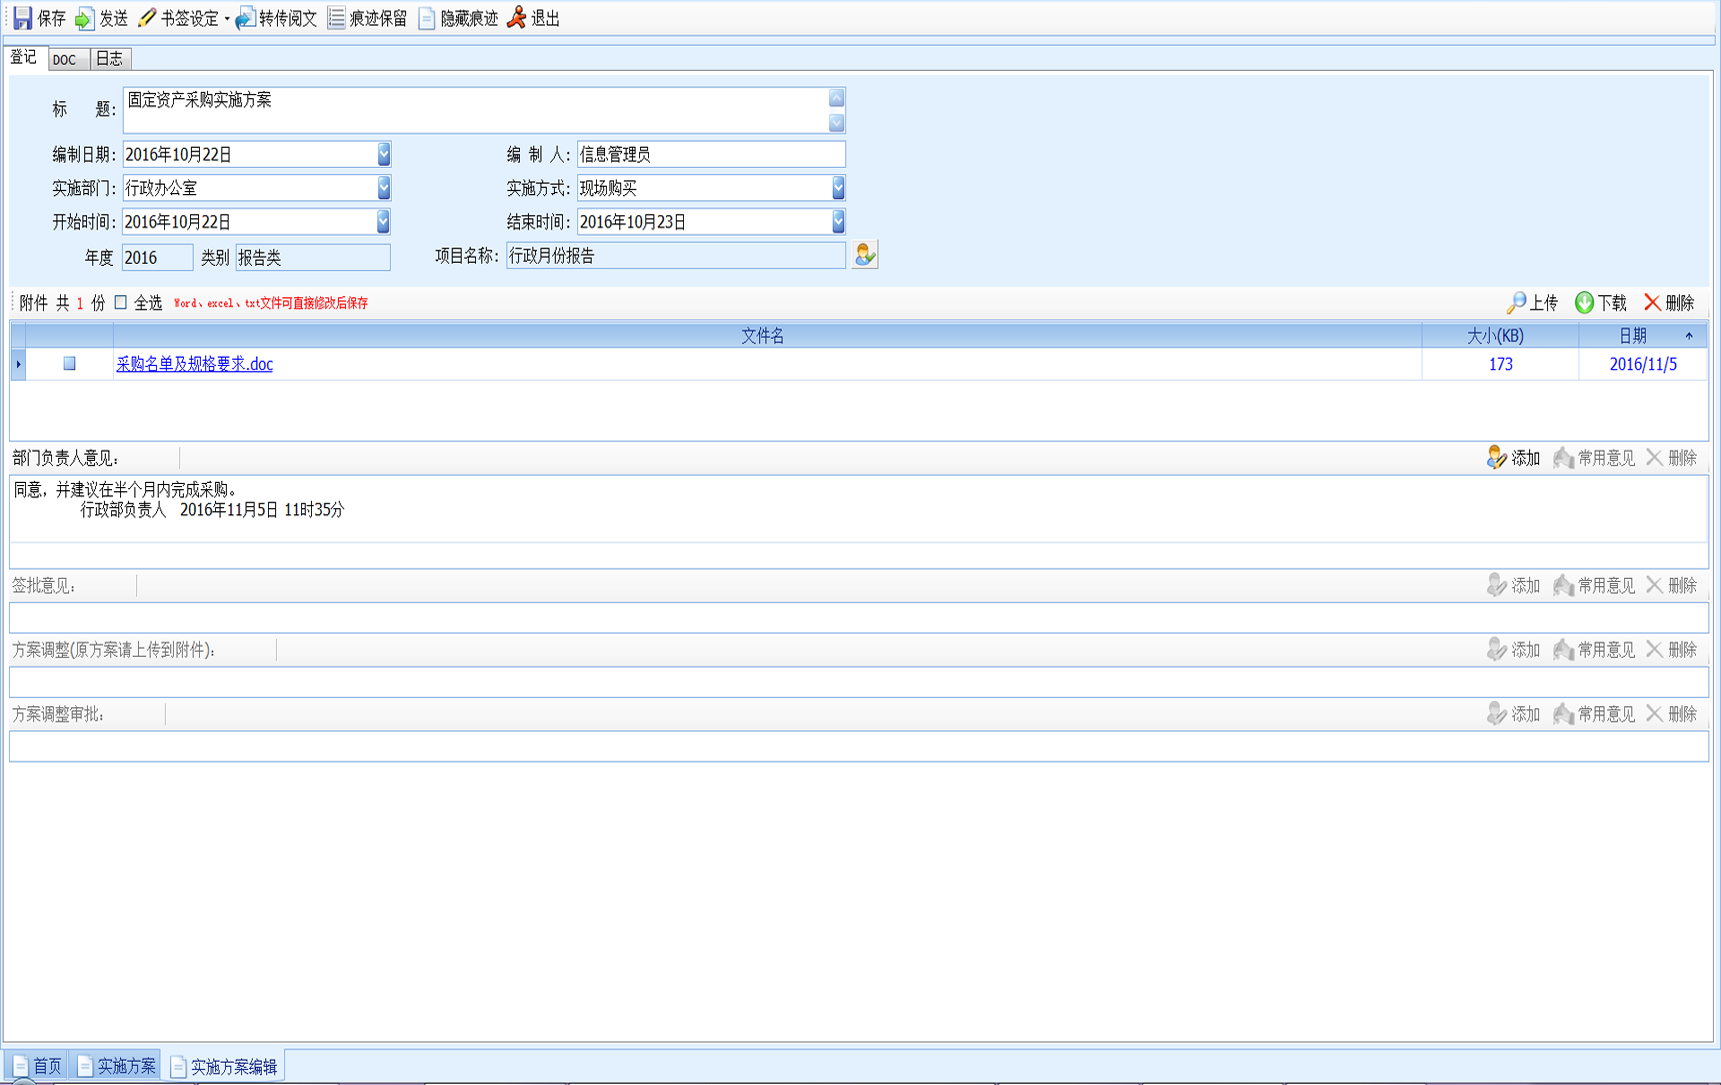 保存 发送 书签设定 转传阅文 痕迹保留 隐藏痕迹 退出
登记 DOC 日志
标 题： 固定资产采购实施方案
编制日期： 2016年10月22日 编 制 人： 信息管理员
实施部门： 行政办公室 实施方式： 现场购买
开始时间： 2016年10月22日 结束时间： 2016年10月23日
年度 2016 类别 报告类 项目名称： 行政月份报告
附件 共 1 份 全选 Word、excel、txt文件可直接修改后保存 上传 下载 删除
文件名 大小(KB) 日期
采购名单及规格要求.doc 173 2016/11/5
部门负责人意见： 添加 常用意见 删除
同意，并建议在半个月内完成采购。
行政部负责人 2016年11月5日 11时35分
签批意见： 添加 常用意见 删除
方案调整(原方案请上传到附件)： 添加 常用意见 删除
方案调整审批： 添加 常用意见 删除
首页 实施方案 实施方案编辑